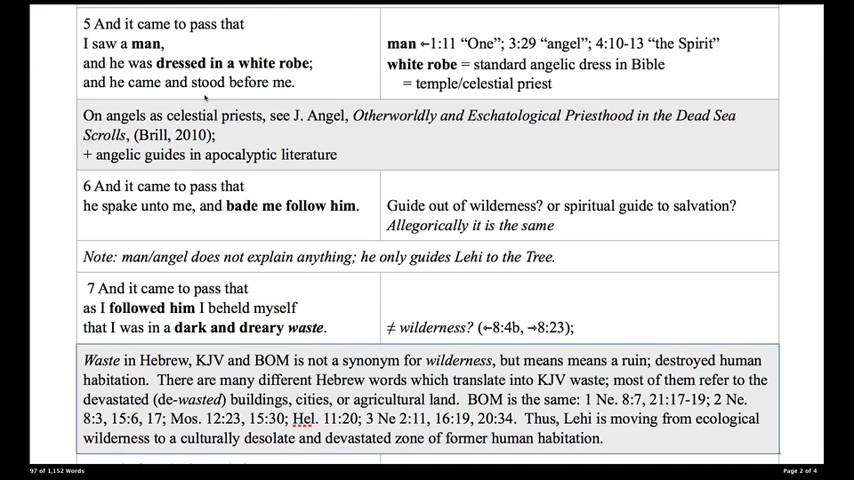 5 And it came to pass that
I saw a man,
and he was dressed in a white robe;
and he came and stood before me.
man ←1:11 “One”; 3:29 “angel”; 4:10-13 “the Spirit”
white robe = standard angelic dress in Bible
= temple/celestial priest
On angels as celestial priests, see J. Angel, Otherworldly and Eschatological Priesthood in the Dead Sea
Scrolls, (Brill, 2010);
+ angelic guides in apocalyptic literature
6 And it came to pass that
he spake unto me, and bade me follow him.
Guide out of wilderness? or spiritual guide to salvation?
Allegorically it is the same
Note: man/angel does not explain anything; he only guides Lehi to the Tree.
7 And it came to pass that
as I followed him I beheld myself
that I was in a dark and dreary waste.
≠ wilderness? (←8:4b, →8:23);
Waste in Hebrew, KJV and BOM is not a synonym for wilderness, but means means a ruin; destroyed human
habitation. There are many different Hebrew words which translate into KJV waste; most of them refer to the
devastated (de-wasted) buildings, cities, or agricultural land. BOM is the same: 1 Ne. 8:7, 21:17-19; 2 Ne.
8:3, 15:6, 17; Mos. 12:23, 15:30; Hel. 11:20; 3 Ne 2:11, 16:19, 20:34. Thus, Lehi is moving from ecological
wilderness to a culturally desolate and devastated zone of former human habitation.
97 of 1,152 Words
Page 2 of 4